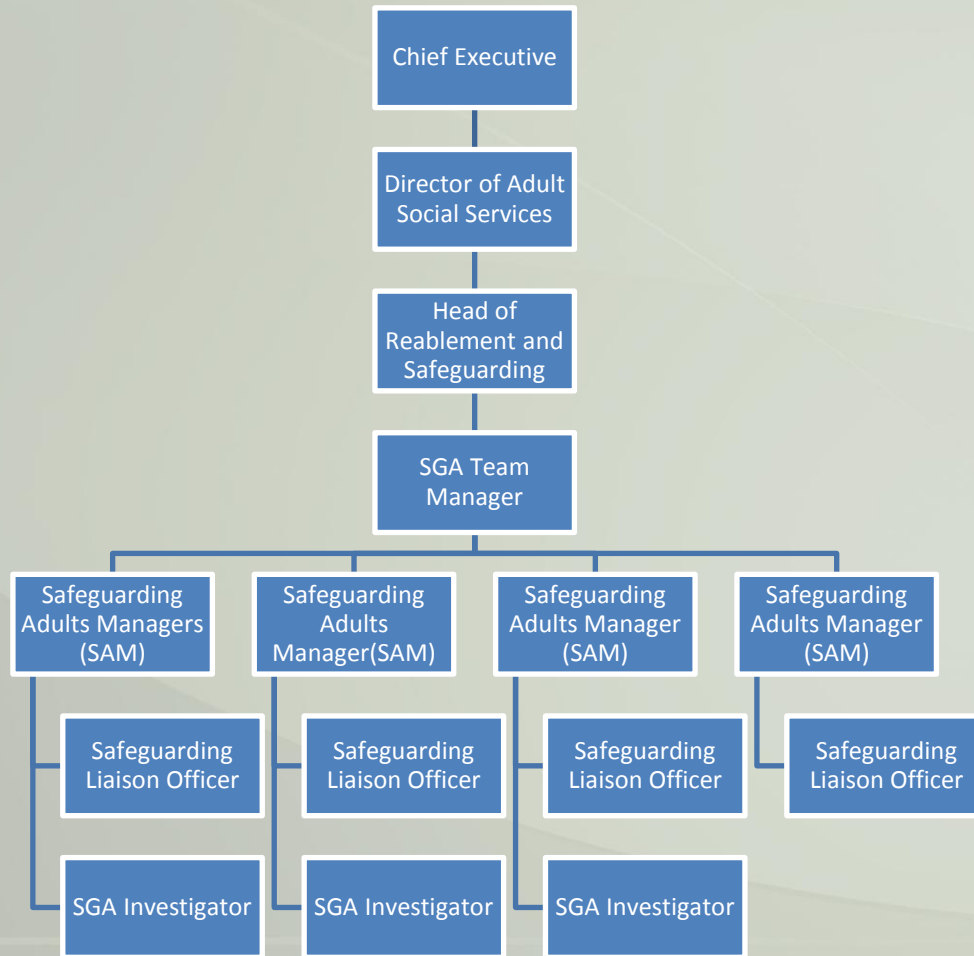 Chief Executive
Director of Adult
Social Services
Head of
Reablement and
Safeguarding
SGA Team
Manager
Safeguarding
Adults Managers
(SAM)
Safeguarding
Adults
Manager(SAM)
Safeguarding
Adults Manager
(SAM)
Safeguarding
Adults Manager
(SAM)
Safeguarding
Liaison Officer
Safeguarding
Liaison Officer
Safeguarding
Liaison Officer
Safeguarding
Liaison Officer
SGA Investigator
SGA Investigator
SGA Investigator